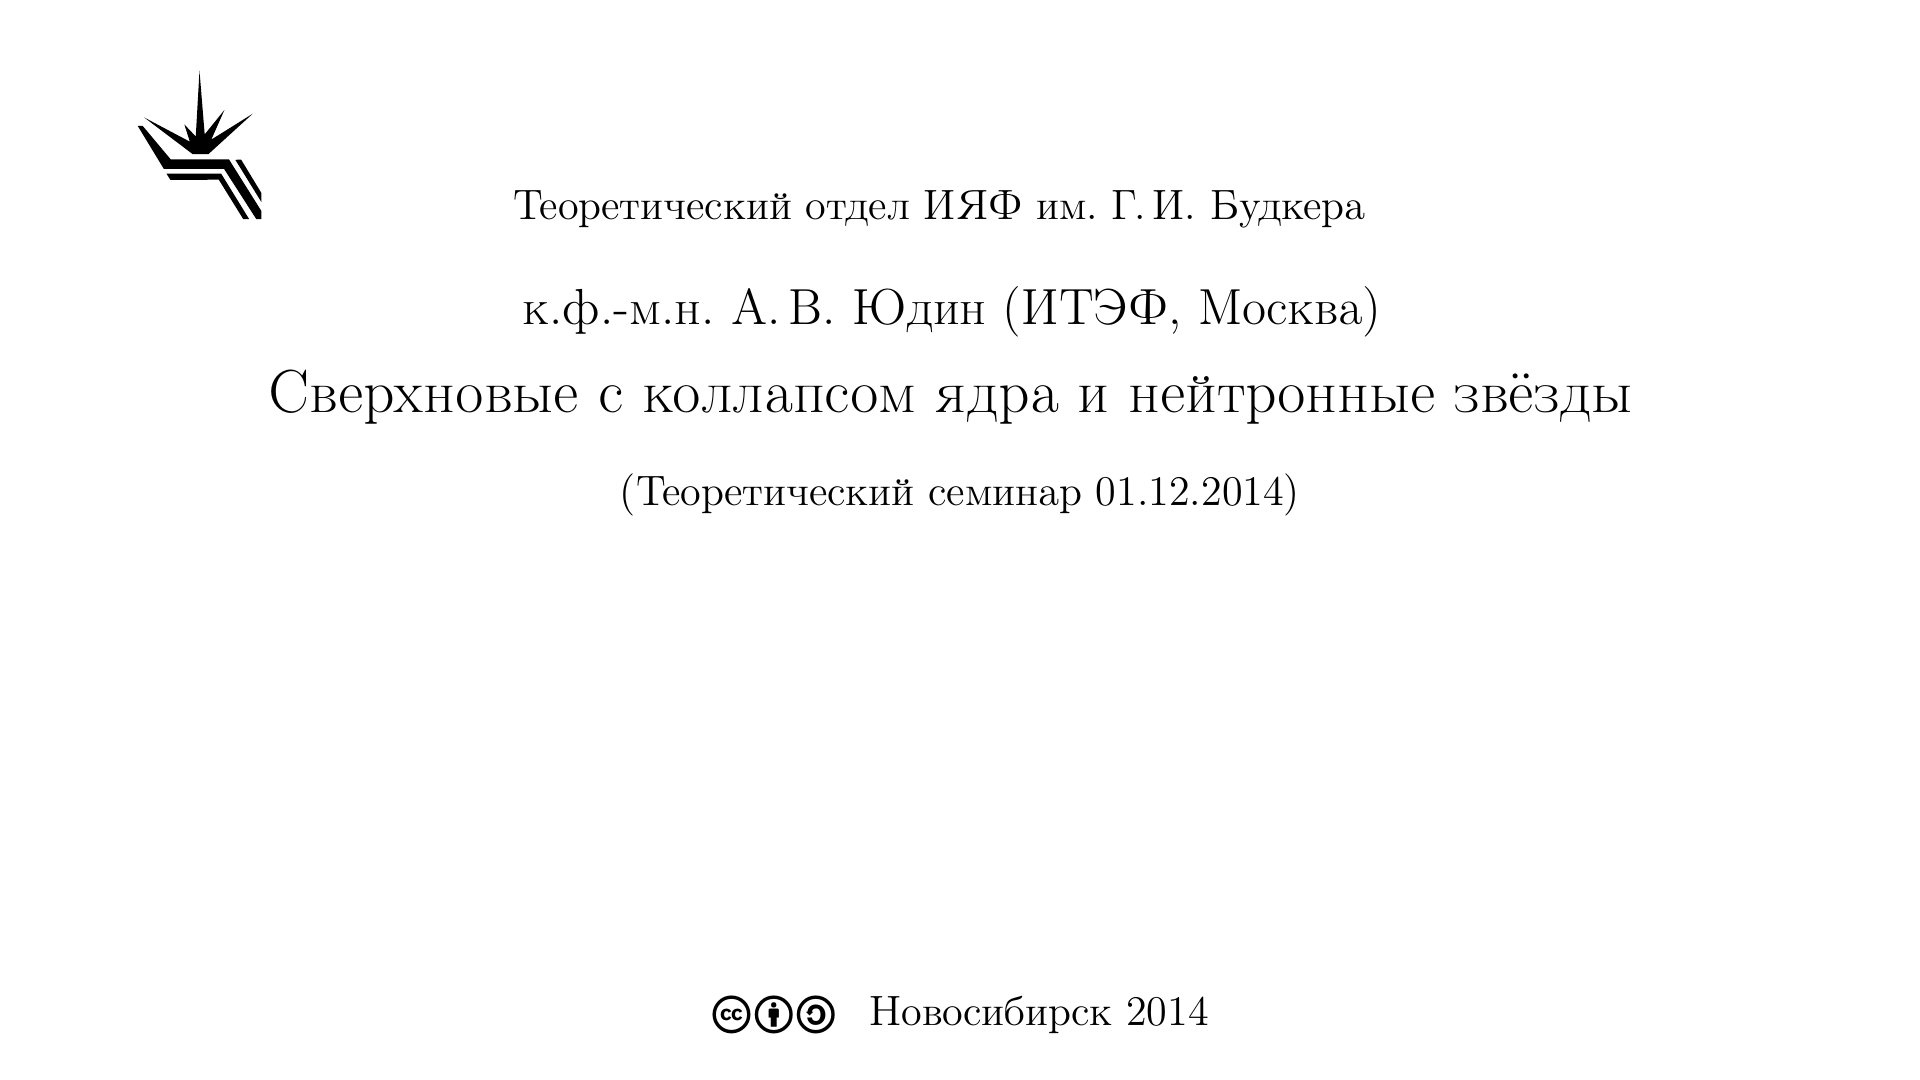 Теоретический отдел ИЯФ им. Г. И. Будкера
к.ф.-м.н. А. В. Юдин (ИТЭФ, Москва)
Сверхновые с коллапсом ядра и нейтронные звёзды
(Теоретический семинар 01.12.2014)
cc Новосибирск 2014